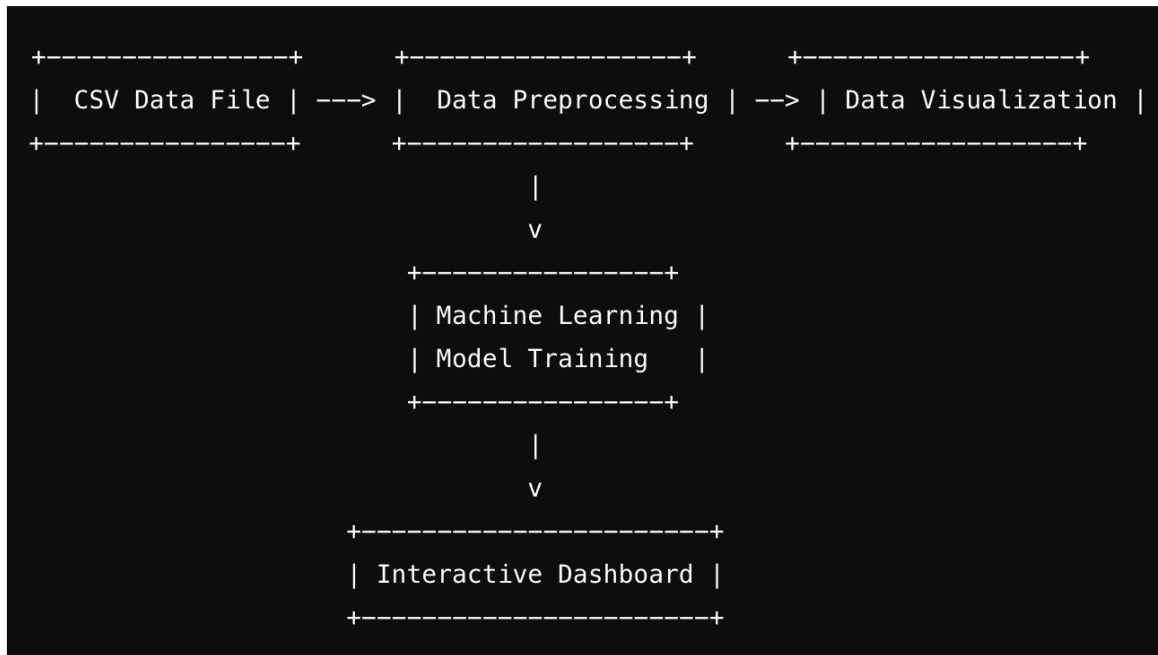 +----------------+      +------------------+      +------------------+
|  CSV Data File | ---> |  Data Preprocessing | --> | Data Visualization |
+----------------+      +------------------+      +------------------+
|
v
+----------------+
| Machine Learning |
| Model Training   |
+----------------+
|
v
+-----------------------+
| Interactive Dashboard |
+-----------------------+